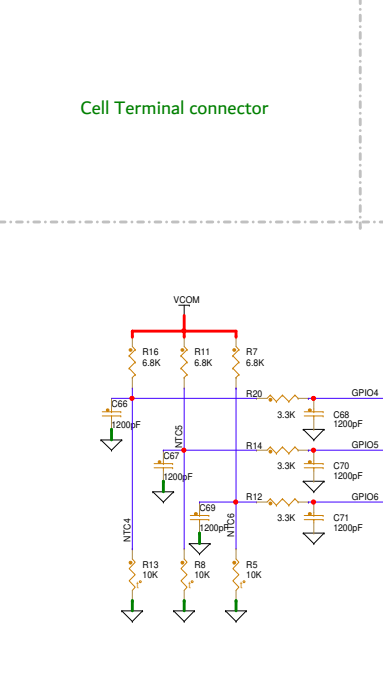 Cell Terminal connector
VCOM
R16
6.8K
R11
6.8K
R7
6.8K
C66
1200pF
R20
3.3K
GPIO4
C68
1200pF
NTC5
C67
1200pF
R14
3.3K
GPIO5
C70
1200pF
C69
1200pF
R12
3.3K
GPIO6
C71
1200pF
NTC4
NTC6
R13
10K
t°
R8
10K
t°
R5
10K
t°